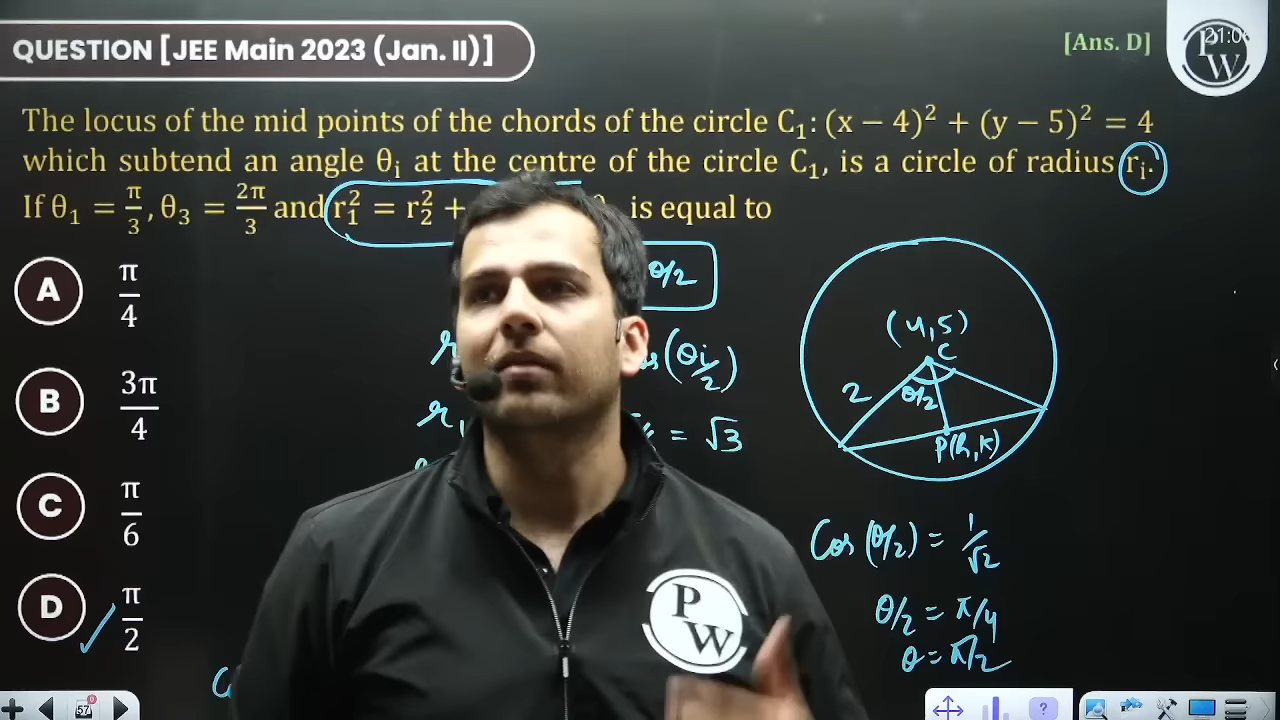 QUESTION [JEE Main 2023 (Jan. II)]
[Ans. D]
PW
The locus of the mid points of the chords of the circle C₁: (x − 4)² + (y − 5)² = 4
which subtend an angle θᵢ at the centre of the circle C₁, is a circle of radius rᵢ.
If θ₁ = π/3, θ₃ = 2π/3 and r₁² = r₂² + is equal to
A π/4
B 3π/4
C π/6
D π/2
θ/2
(θi/2)
= √3
(4,5)
C
2
θ/2
P(h,k)
Cos(θ/2) = 1/√2
θ/2 = π/4
θ = π/2
PW
57